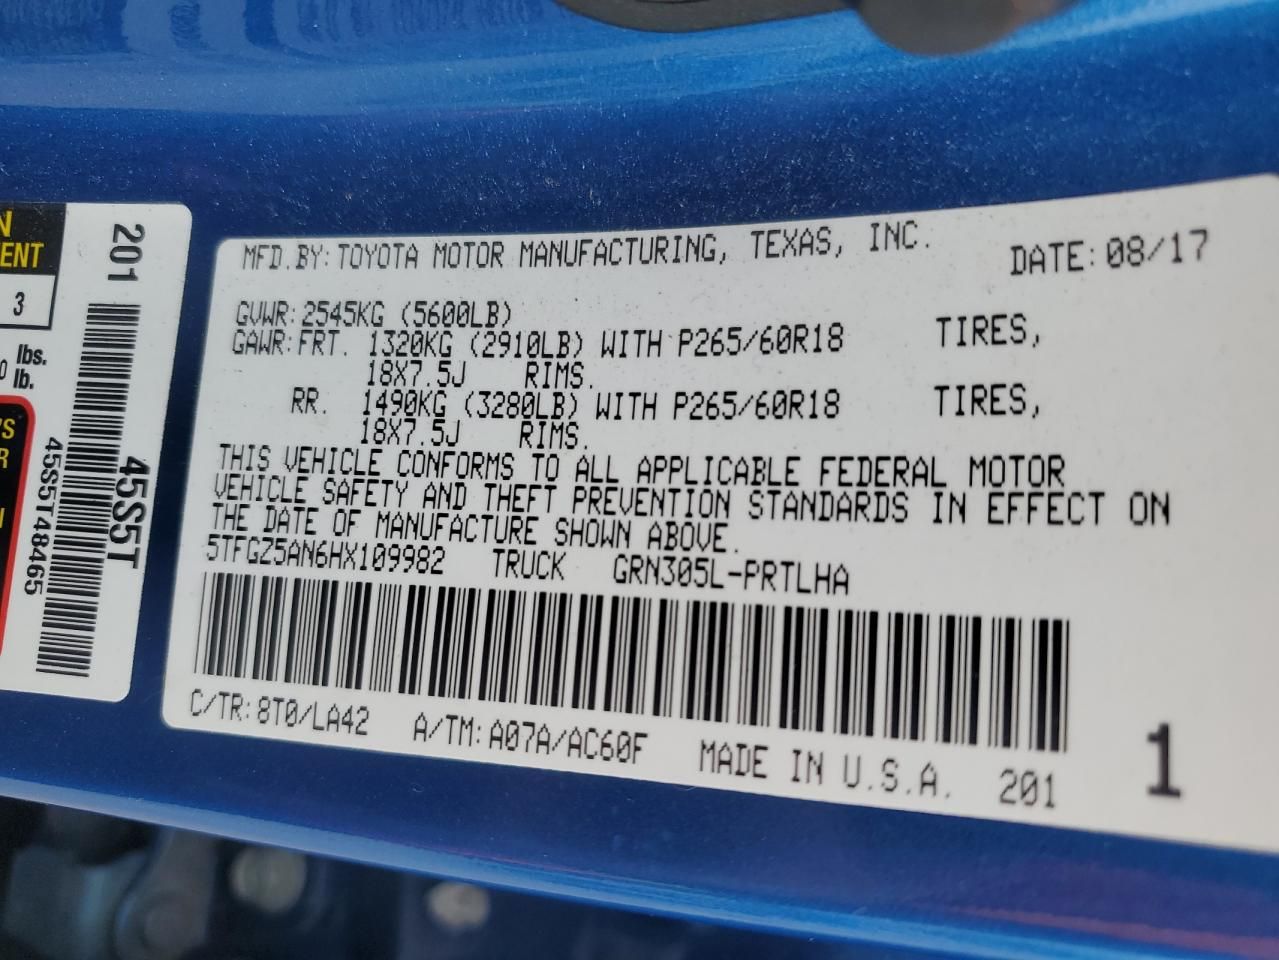 N
EMENT
3
0 lbs.
lb.
'S
R
201
45S5T
45S5T48465
MFD.BY:TOYOTA MOTOR MANUFACTURING, TEXAS, INC. DATE:08/17
GVWR:2545KG (5600LB)
GAWR:FRT. 1320KG (2910LB) WITH P265/60R18 TIRES,
18X7.5J RIMS.
RR. 1490KG (3280LB) WITH P265/60R18 TIRES,
18X7.5J RIMS.
THIS VEHICLE CONFORMS TO ALL APPLICABLE FEDERAL MOTOR
VEHICLE SAFETY AND THEFT PREVENTION STANDARDS IN EFFECT ON
THE DATE OF MANUFACTURE SHOWN ABOVE.
5TFGZ5AN6HX109982 TRUCK GRN305L-PRTLHA
C/TR:8T0/LA42 A/TM:A07A/AC60F MADE IN U.S.A. 201
1